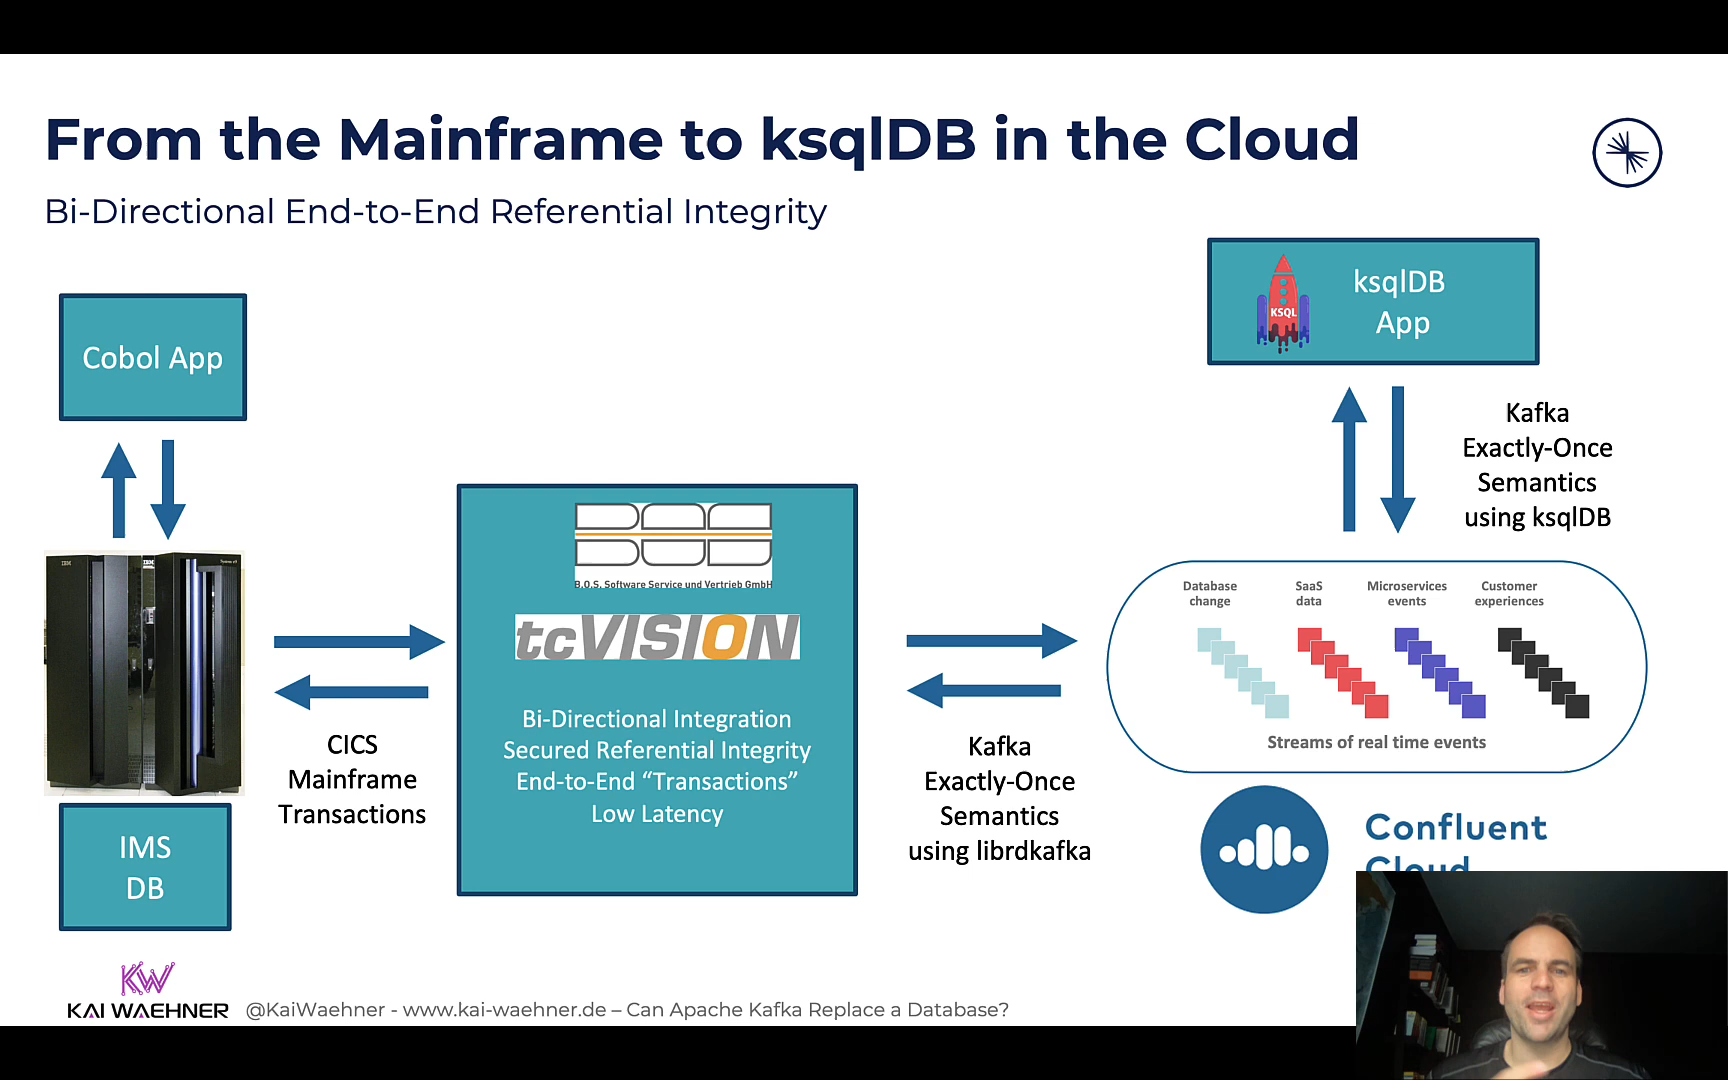 From the Mainframe to ksqlDB in the Cloud
Bi-Directional End-to-End Referential Integrity
Cobol App
IBM
IMS
DB
CICS
Mainframe
Transactions
B.O.S. Software Service und Vertrieb GmbH
tcVISION
Bi-Directional Integration
Secured Referential Integrity
End-to-End “Transactions”
Low Latency
Kafka
Exactly-Once
Semantics
using librdkafka
KSQL
ksqlDB
App
Kafka
Exactly-Once
Semantics
using ksqlDB
Database
change
SaaS
data
Microservices
events
Customer
experiences
Streams of real time events
Confluent
Cloud
KW
KAI WAEHNER
@KaiWaehner - www.kai-waehner.de – Can Apache Kafka Replace a Database?